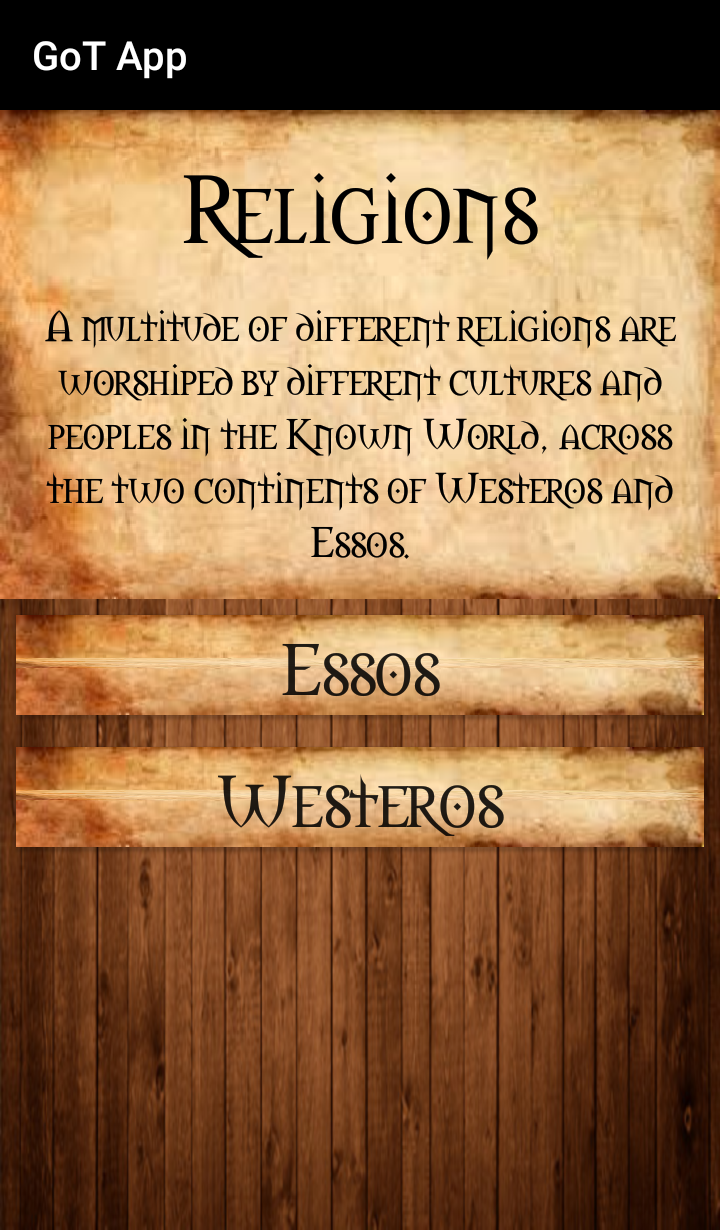 GoT App
Religions
A multitude of different religions are
worshiped by different cultures and
peoples in the Known World, across
the two continents of Westeros and
Essos.
Essos
Westeros